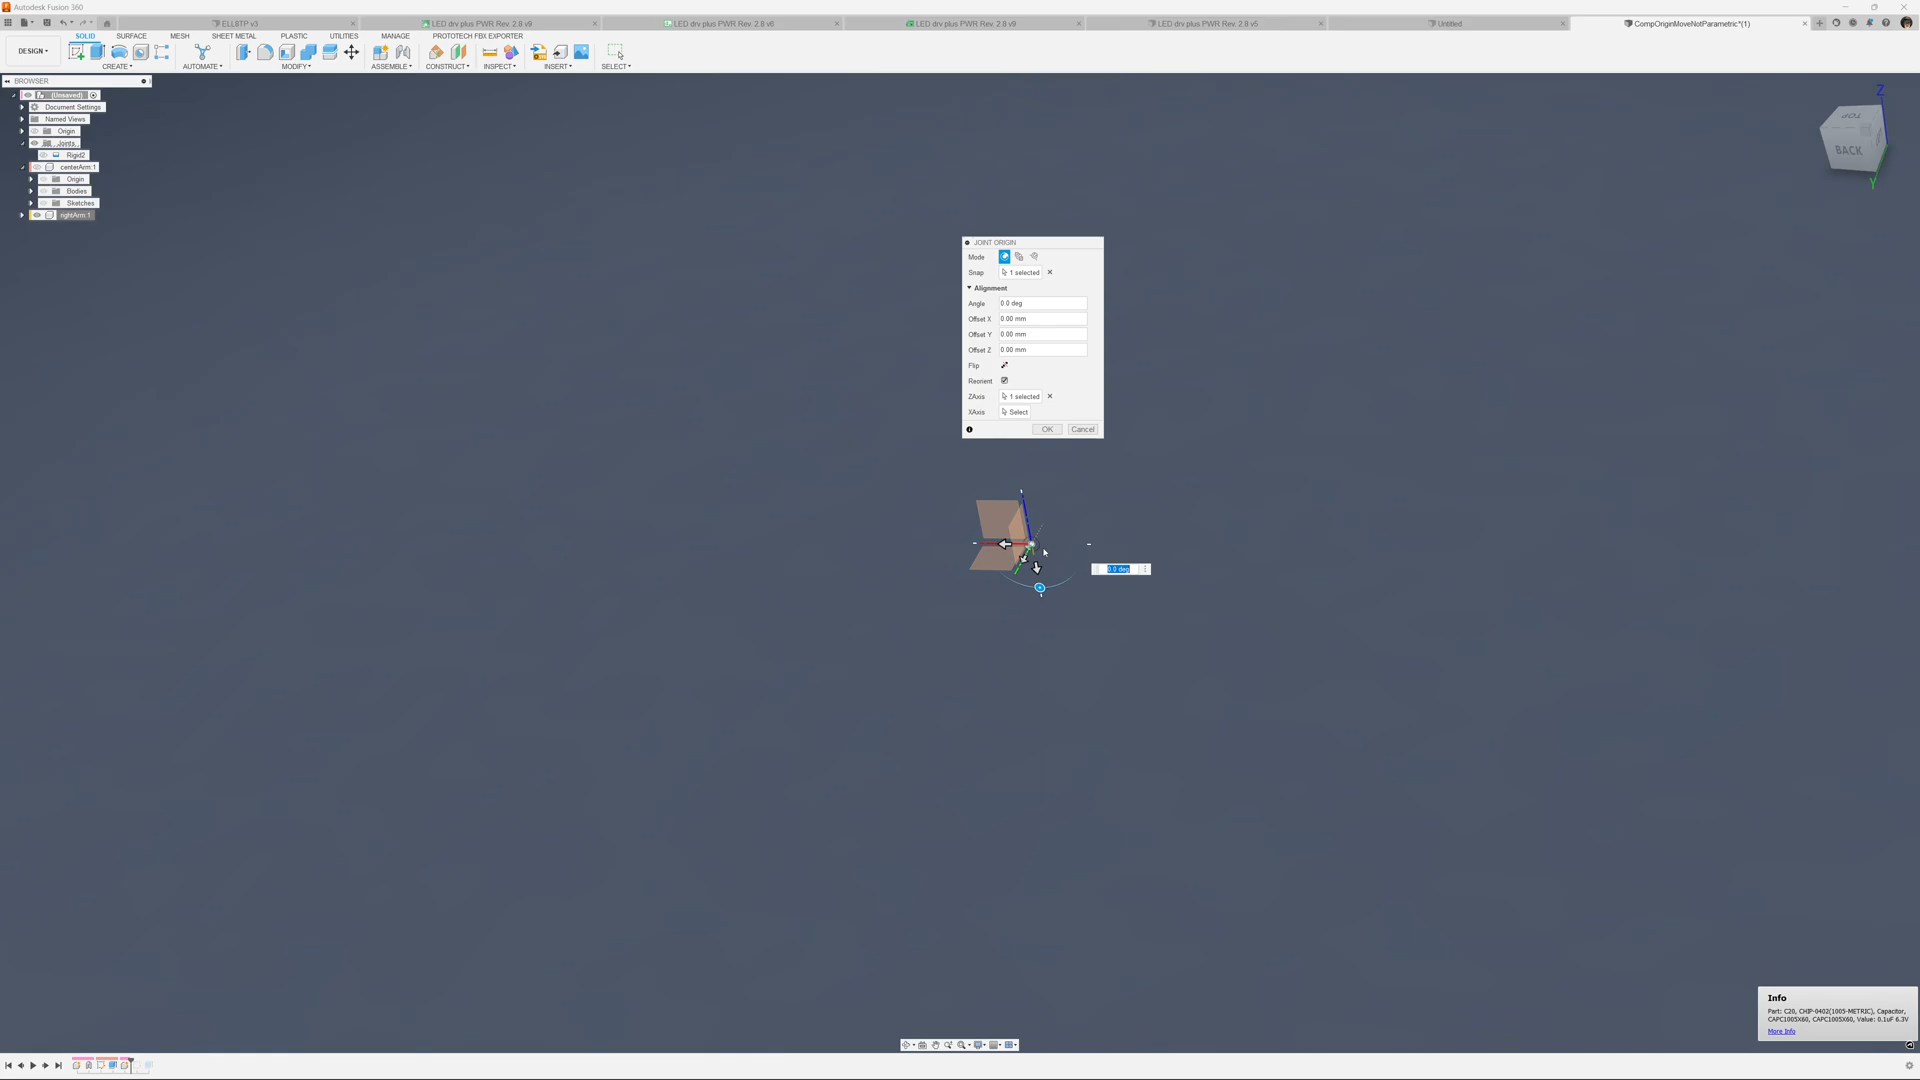 Autodesk Fusion 360
ELL8TP v3
LED drv plus PWR Rev. 2.8 v9
LED drv plus PWR Rev. 2.8 v6
LED drv plus PWR Rev. 2.8 v9
LED drv plus PWR Rev. 2.8 v5
Untitled
CompOriginMoveNotParametric*(1)
SOLID
SURFACE
MESH
SHEET METAL
PLASTIC
UTILITIES
MANAGE
PROTOTECH FBX EXPORTER
DESIGN
CREATE
AUTOMATE
MODIFY
ASSEMBLE
CONSTRUCT
INSPECT
INSERT
SELECT
BROWSER
(Unsaved)
Document Settings
Named Views
Origin
Joints
Rigid2
centerArm:1
Origin
Bodies
Sketches
rightArm:1
Z
TOP
BACK
Y
JOINT ORIGIN
Mode
Snap 1 selected
Alignment
Angle 0.0 deg
Offset X 0.00 mm
Offset Y 0.00 mm
Offset Z 0.00 mm
Flip
Reorient
ZAxis 1 selected
XAxis Select
OK Cancel
0.0 deg
Info
Part: C20, CHIP-0402(1005-METRIC), Capacitor,
CAPC1005X60, CAPC1005X60, Value: 0.1uF 6.3V
More Info